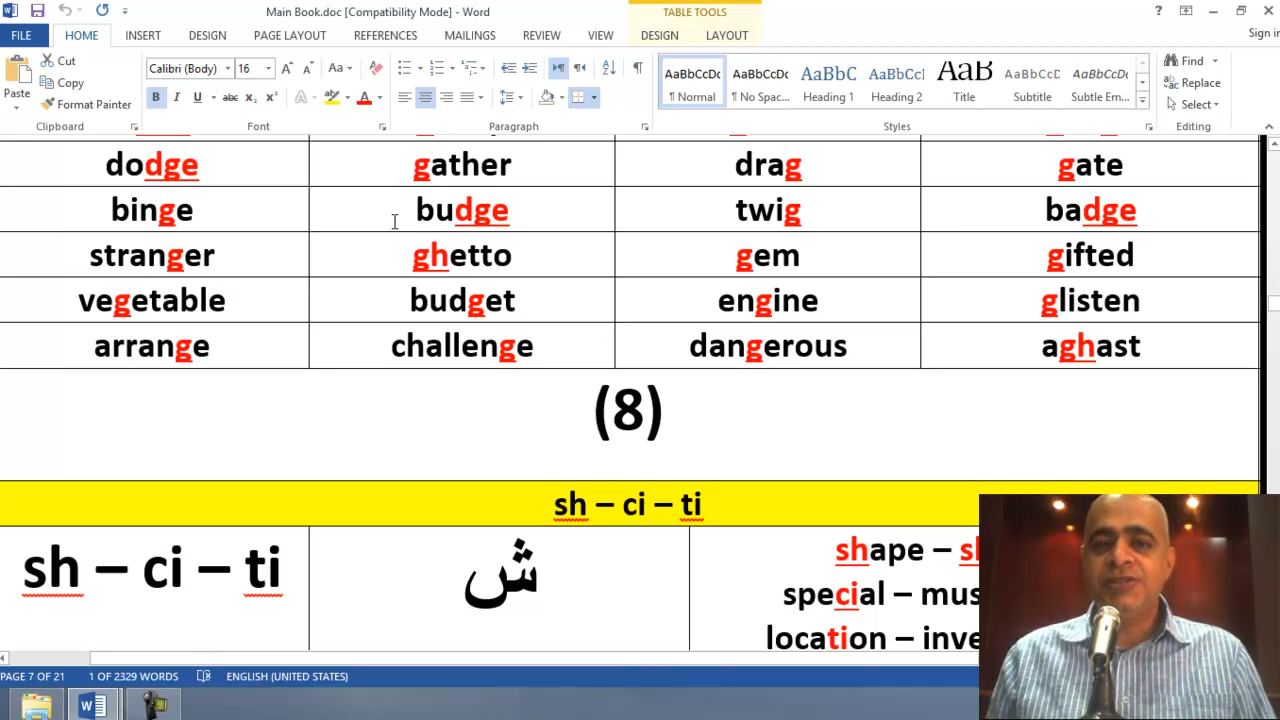 Main Book.doc [Compatibility Mode] - Word
TABLE TOOLS
FILE HOME INSERT DESIGN PAGE LAYOUT REFERENCES MAILINGS REVIEW VIEW DESIGN LAYOUT Sign in
Paste
Cut
Copy
Format Painter
Calibri (Body) 16
AaBbCcDc AaBbCcDc AaBbC AaBbCc AaB AaBbCcD AaBbCcD
¶ Normal ¶ No Spac... Heading 1 Heading 2 Title Subtitle Subtle Em...
Find
Replace
Select
Clipboard Font Paragraph Styles Editing
dodge gather drag gate
binge budge twig badge
stranger ghetto gem gifted
vegetable budget engine glisten
arrange challenge dangerous aghast
(8)
sh – ci – ti
sh – ci – ti ش shape –
special –
location –
PAGE 7 OF 21 1 OF 2329 WORDS ENGLISH (UNITED STATES)